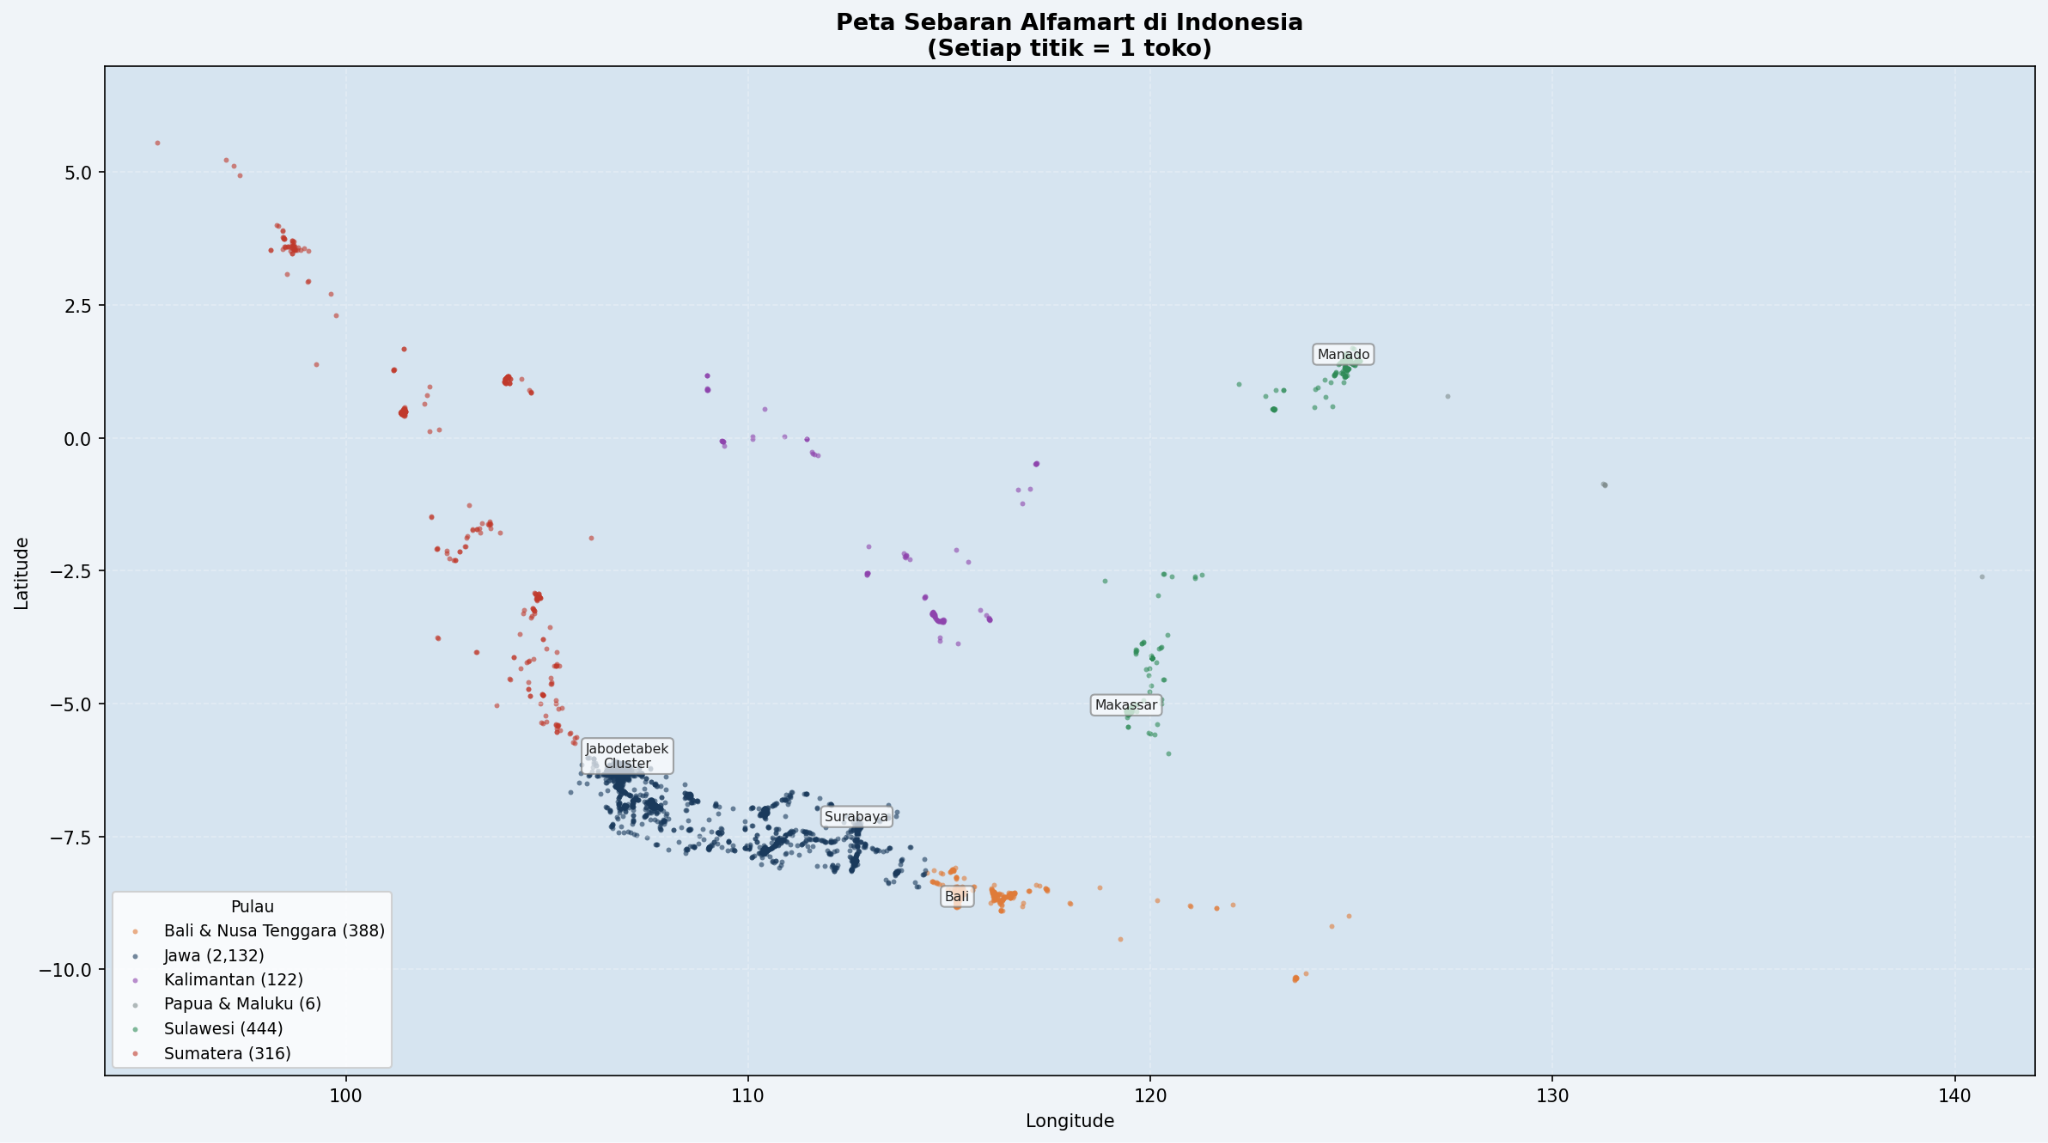 Peta Sebaran Alfamart di Indonesia
(Setiap titik = 1 toko)
Latitude
5.0
2.5
0.0
−2.5
−5.0
−7.5
−10.0
Manado
Makassar
Jabodetabek
Cluster
Surabaya
Bali
Pulau
Bali & Nusa Tenggara (388)
Jawa (2,132)
Kalimantan (122)
Papua & Maluku (6)
Sulawesi (444)
Sumatera (316)
100
110
120
130
140
Longitude